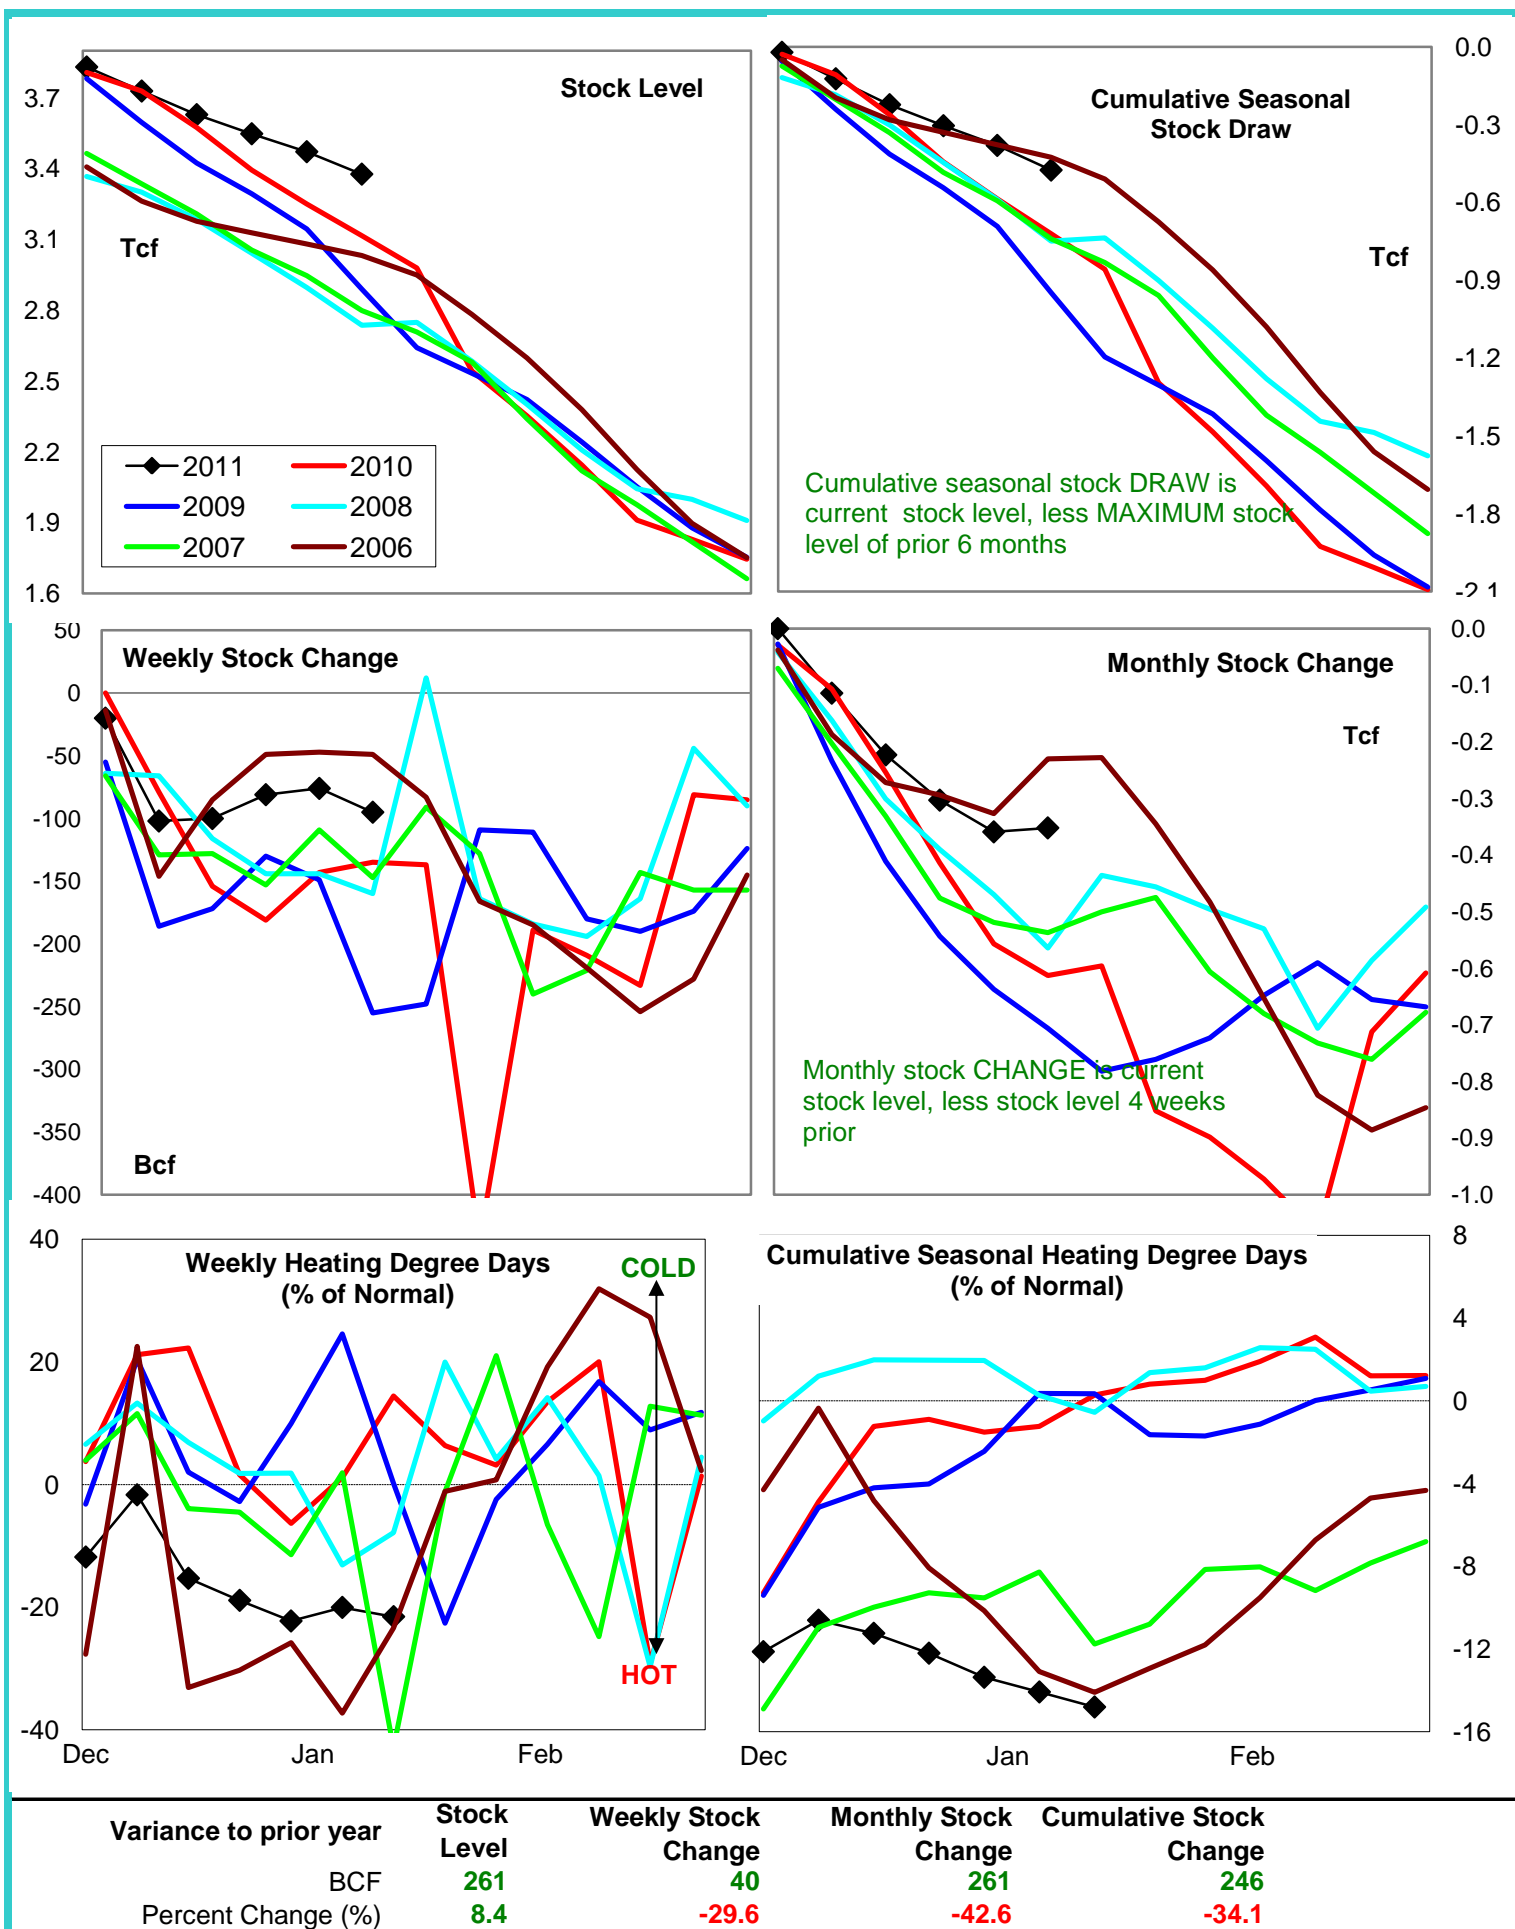 Stock Level
Tcf
3.7
3.4
3.1
2.8
2.5
2.2
1.9
1.6
2011
2010
2009
2008
2007
2006
Cumulative Seasonal
Stock Draw
Tcf
0.0
-0.3
-0.6
-0.9
-1.2
-1.5
-1.8
-2.1
Cumulative seasonal stock DRAW is
current stock level, less MAXIMUM stock
level of prior 6 months
Weekly Stock Change
50
0
-50
-100
-150
-200
-250
-300
-350
-400
Bcf
Monthly Stock Change
Tcf
0.0
-0.1
-0.2
-0.3
-0.4
-0.5
-0.6
-0.7
-0.8
-0.9
-1.0
Monthly stock CHANGE is current
stock level, less stock level 4 weeks
prior
Weekly Heating Degree Days
(% of Normal)
COLD
HOT
40
20
0
-20
-40
Dec Jan Feb
Cumulative Seasonal Heating Degree Days
(% of Normal)
8
4
0
-4
-8
-12
-16
Dec Jan Feb
Variance to prior year Stock Level Weekly Stock Change Monthly Stock Change Cumulative Stock Change
BCF 261 40 261 246
Percent Change (%) 8.4 -29.6 -42.6 -34.1